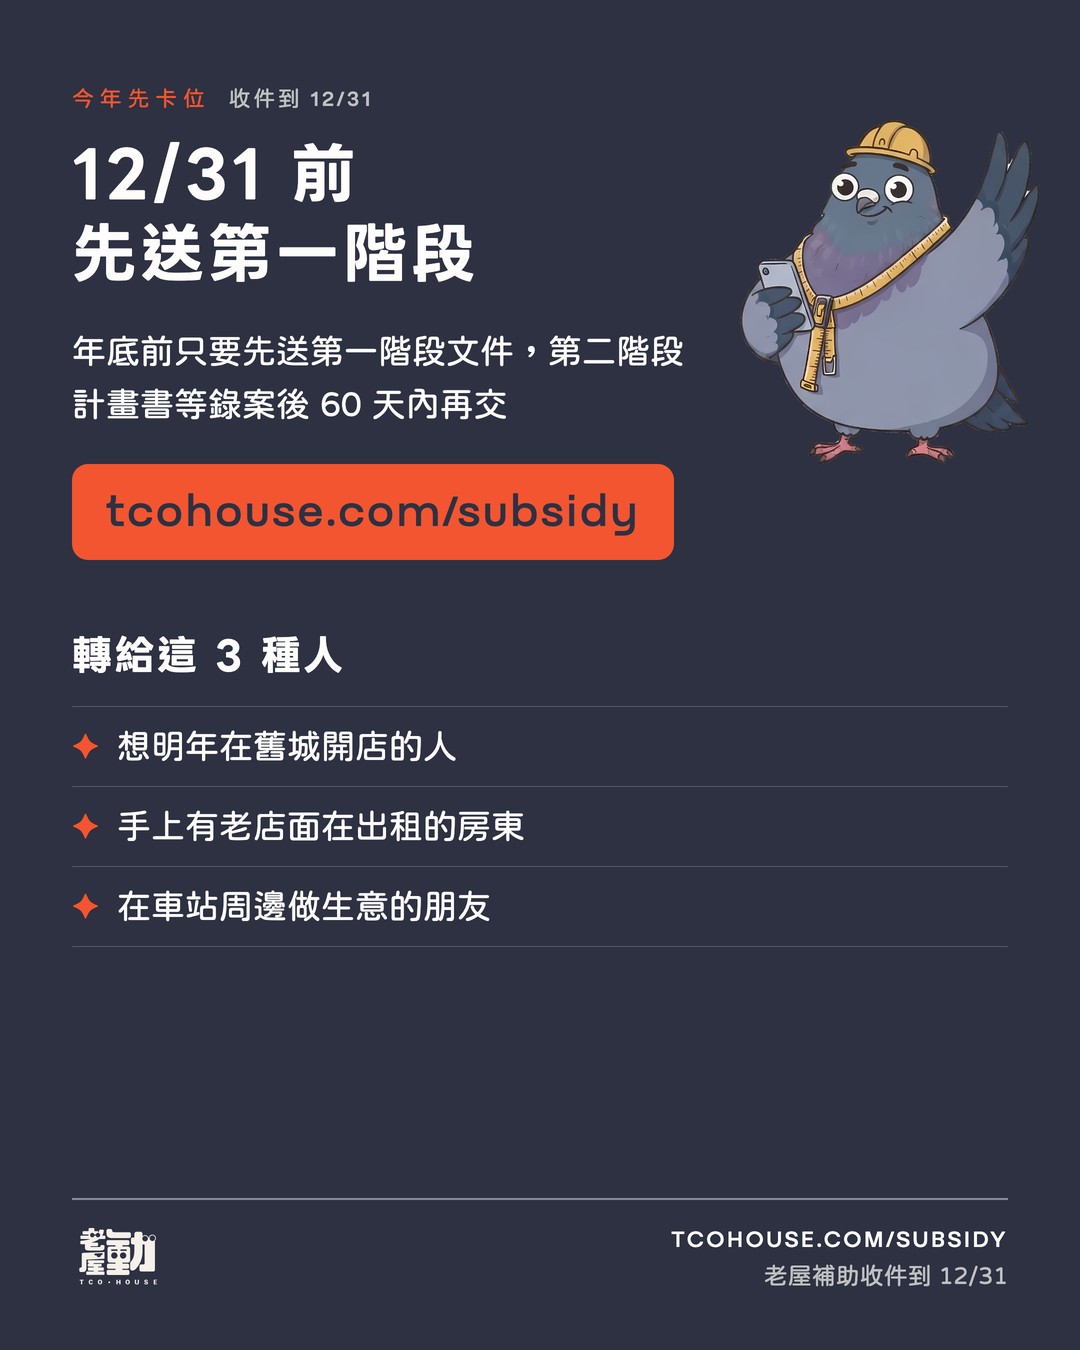 今年先卡位 收件到 12/31
12/31 前
先送第一階段
年底前只要先送第一階段文件，第二階段
計畫書等錄案後 60 天內再交
tcohouse.com/subsidy
轉給這 3 種人
想明年在舊城開店的人
手上有老店面在出租的房東
在車站周邊做生意的朋友
老屋動
TCO·HOUSE
TCOHOUSE.COM/SUBSIDY
老屋補助收件到 12/31